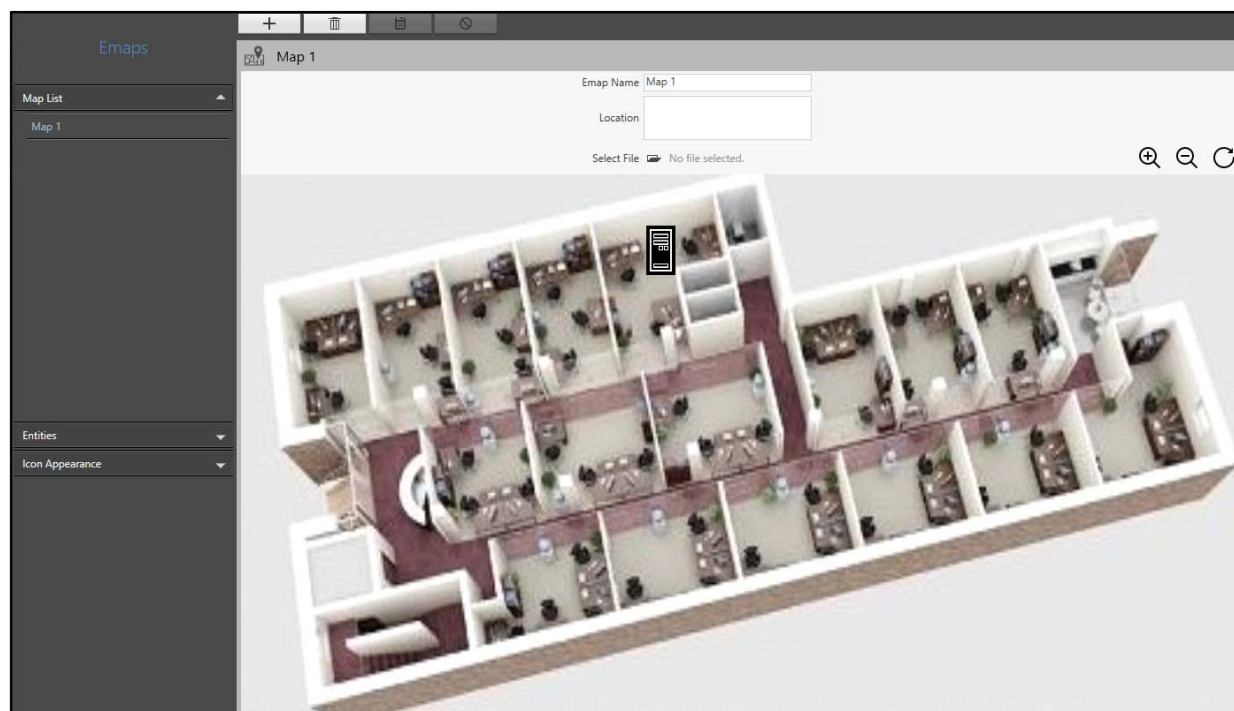 Emaps
Map 1
Emap Name Map 1
Map List
Map 1
Location
Select File No file selected.
Entities
Icon Appearance